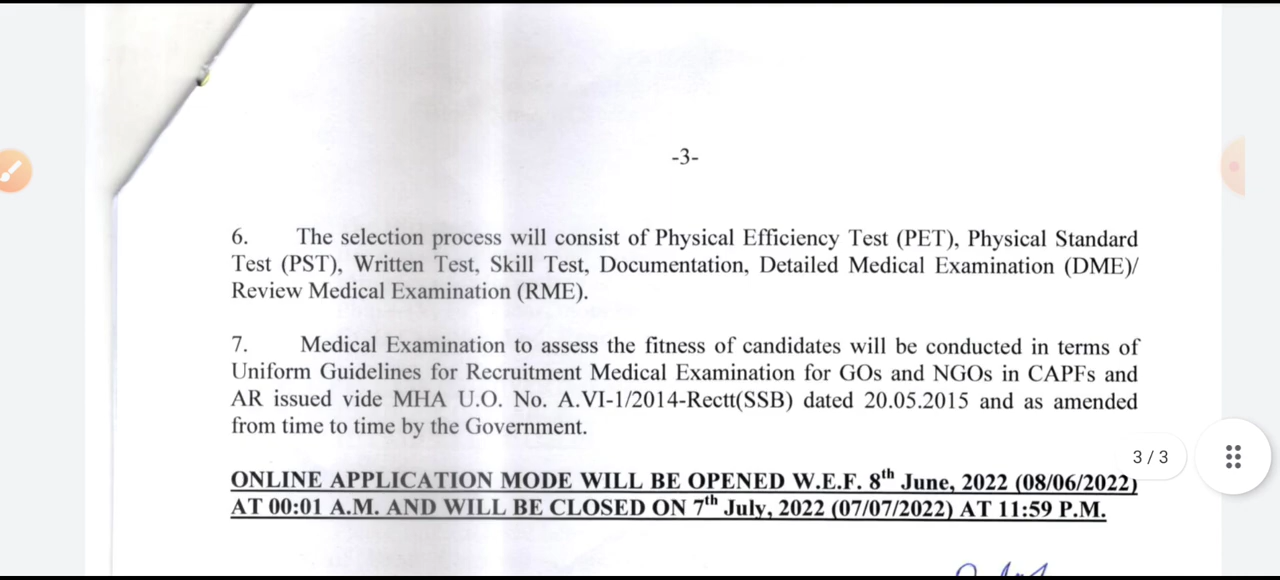 -3-
6. The selection process will consist of Physical Efficiency Test (PET), Physical Standard
Test (PST), Written Test, Skill Test, Documentation, Detailed Medical Examination (DME)/
Review Medical Examination (RME).
7. Medical Examination to assess the fitness of candidates will be conducted in terms of
Uniform Guidelines for Recruitment Medical Examination for GOs and NGOs in CAPFs and
AR issued vide MHA U.O. No. A.VI-1/2014-Rectt(SSB) dated 20.05.2015 and as amended
from time to time by the Government.
3 / 3
ONLINE APPLICATION MODE WILL BE OPENED W.E.F. 8th June, 2022 (08/06/2022)
AT 00:01 A.M. AND WILL BE CLOSED ON 7th July, 2022 (07/07/2022) AT 11:59 P.M.